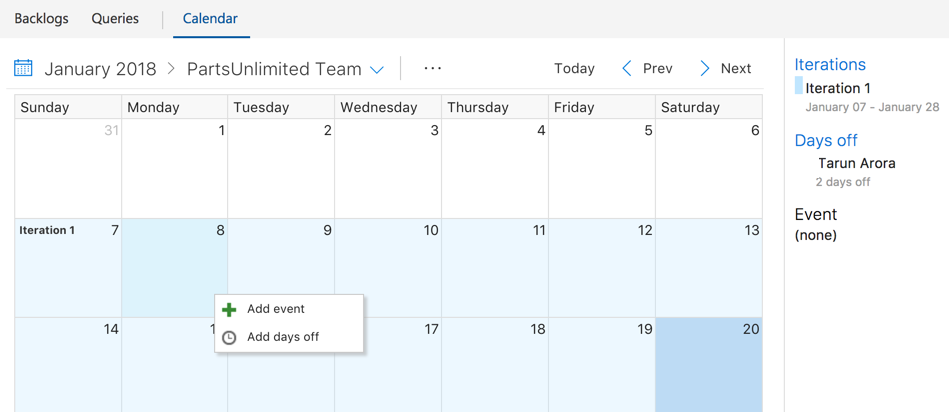 Backlogs Queries Calendar
January 2018 > PartsUnlimited Team ... Today Prev Next
Sunday Monday Tuesday Wednesday Thursday Friday Saturday
31 1 2 3 4 5 6
Iteration 1 7 8 9 10 11 12 13
Add event
Add days off
14 1 17 18 19 20
Iterations
Iteration 1
January 07 - January 28
Days off
Tarun Arora
2 days off
Event
(none)